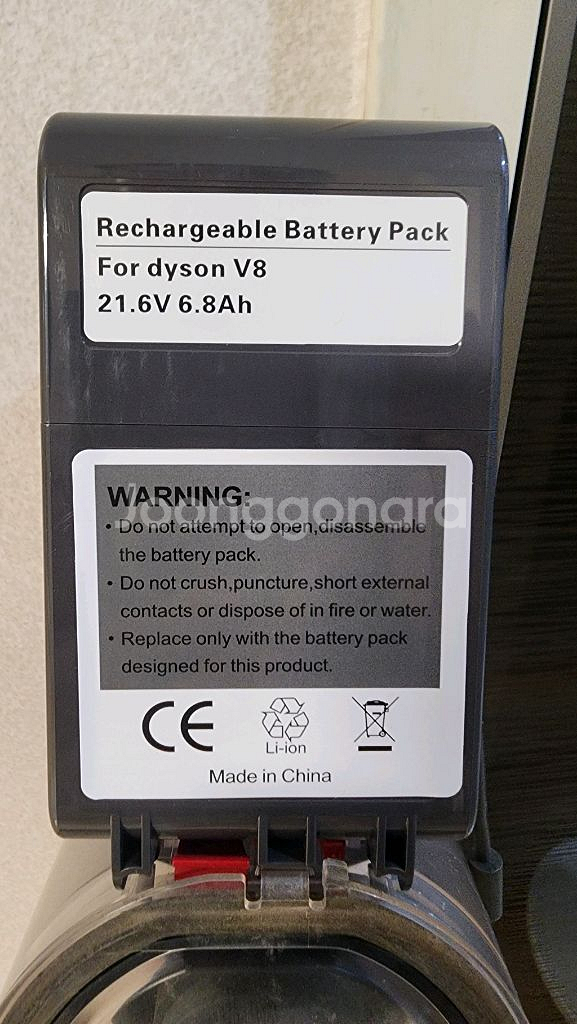 Rechargeable Battery Pack
For dyson V8
21.6V 6.8Ah
WARNING:
Joonggonara
• Do not attempt to open,disassemble
the battery pack.
• Do not crush,puncture,short external
contacts or dispose of in fire or water.
• Replace only with the battery pack
designed for this product.
CE
Li-ion
Made in China